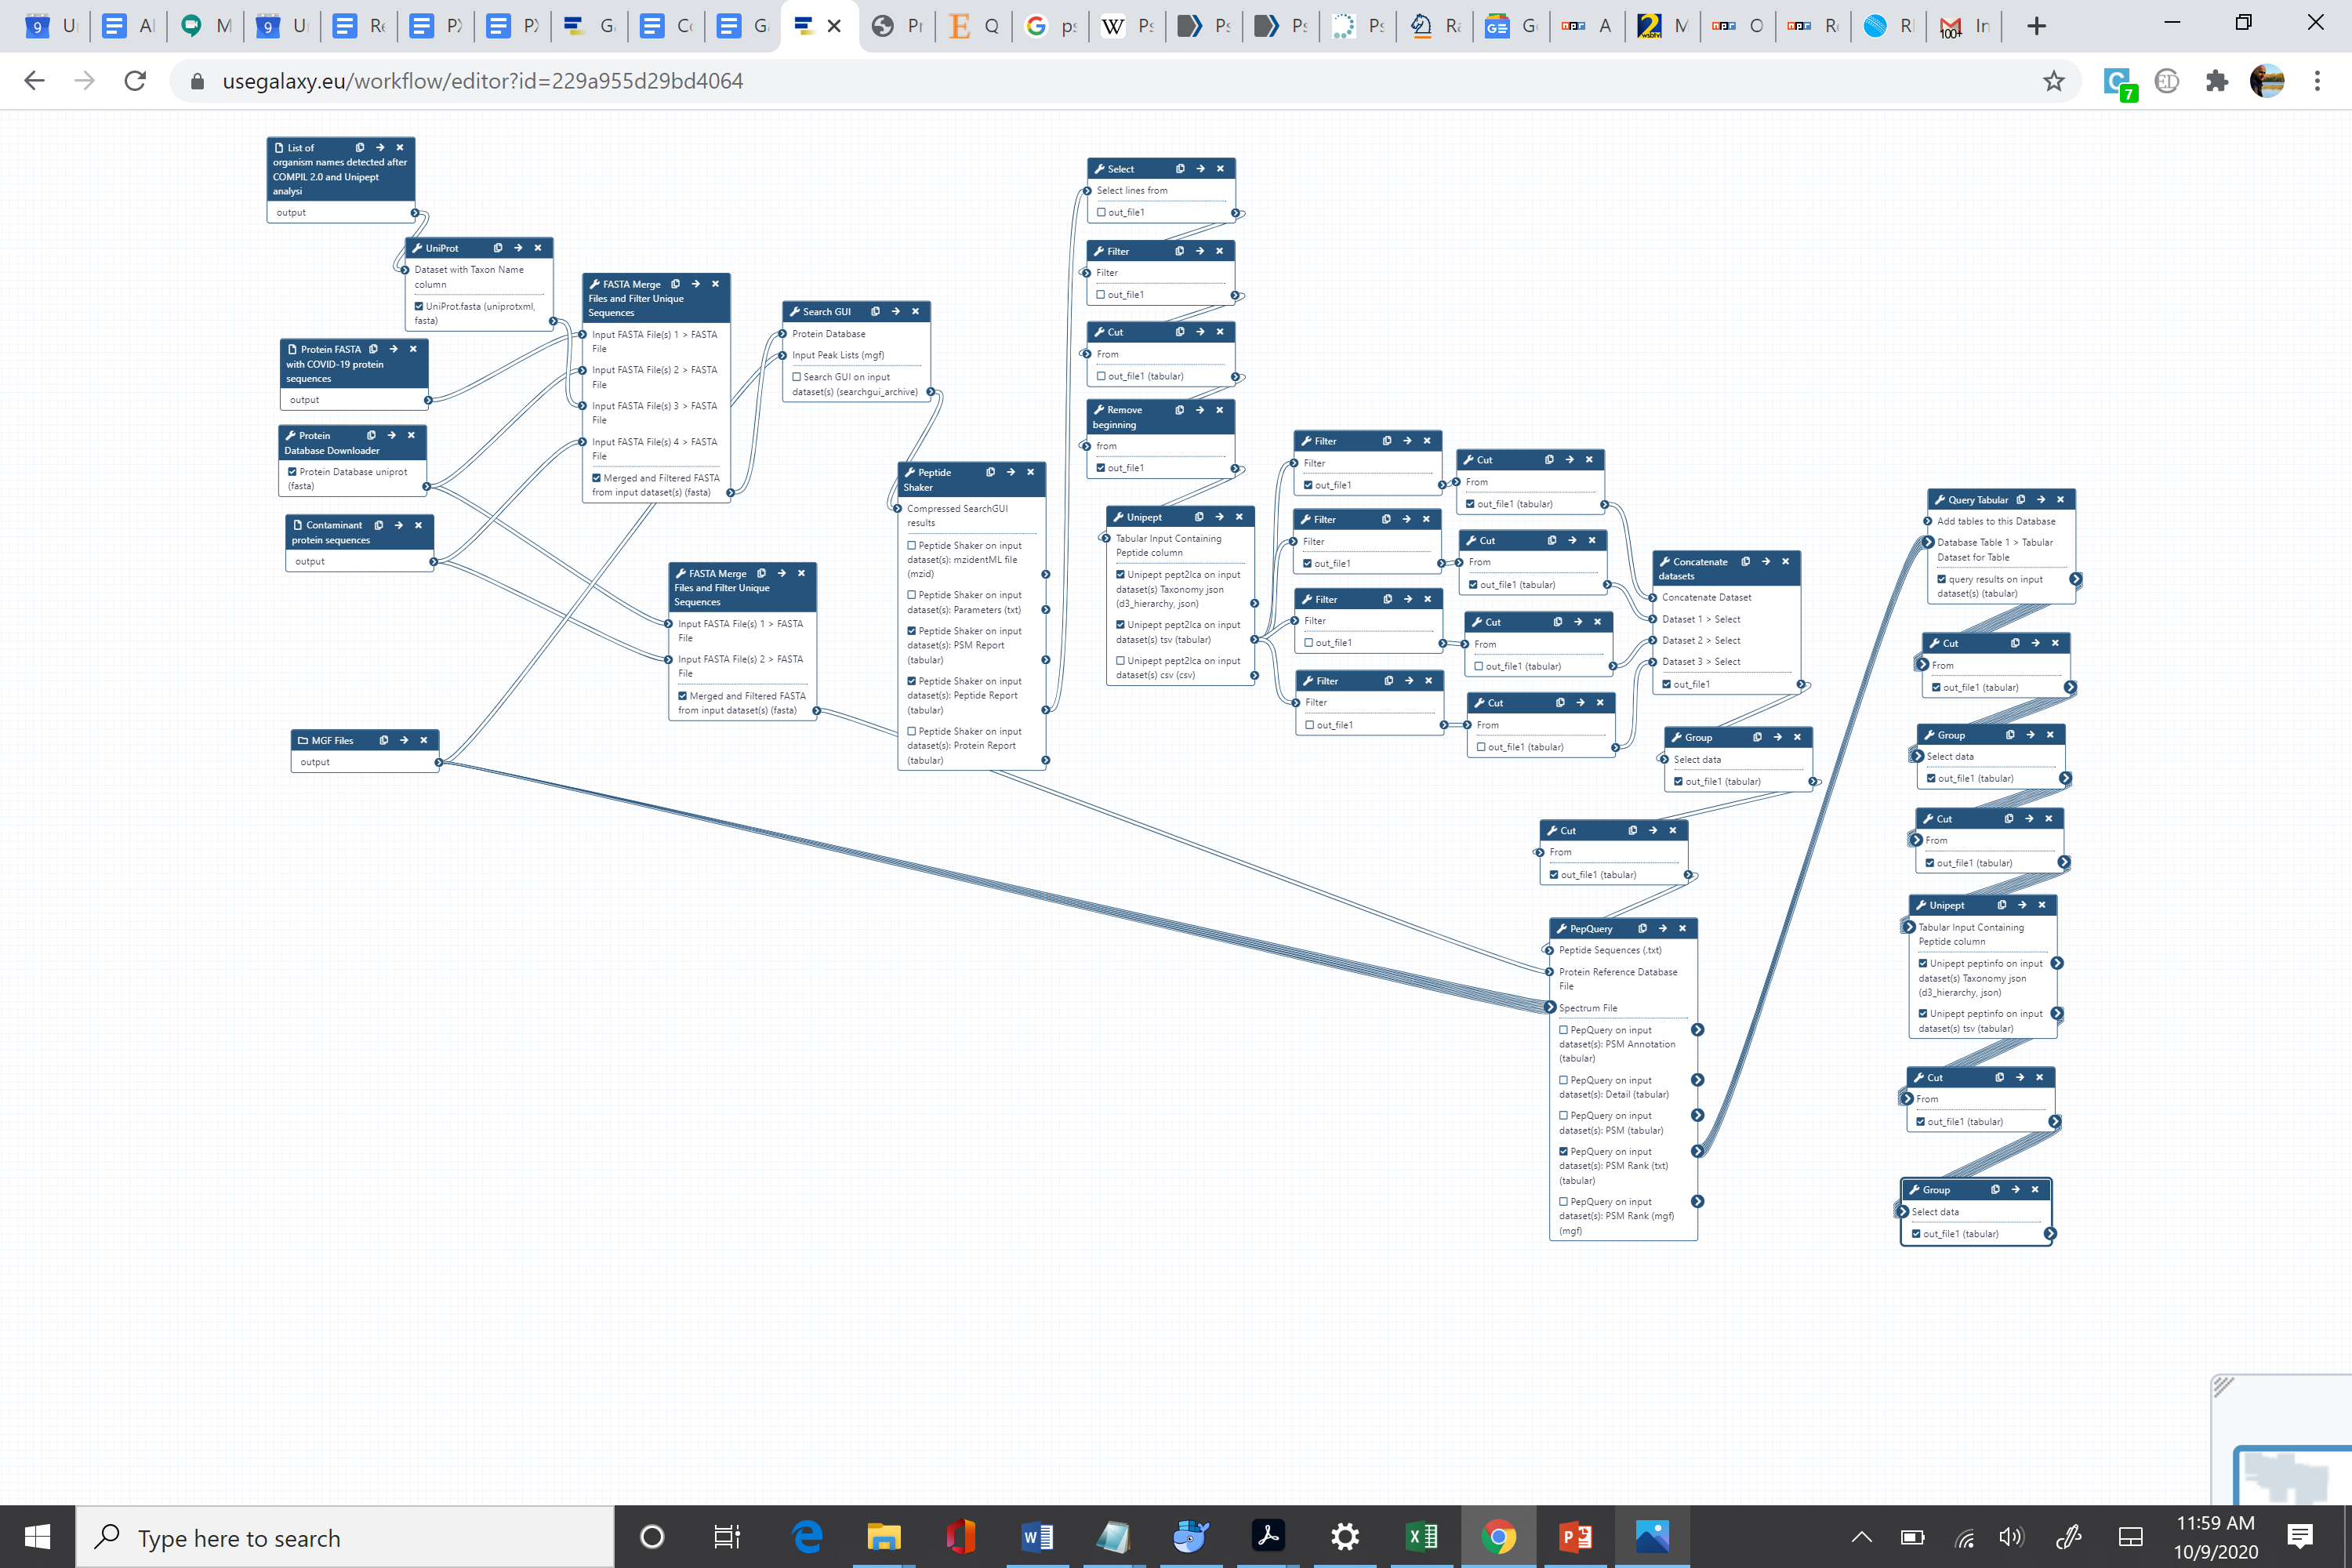 U
Al
M
U
Re
PX
PX
G
Co
G
Pr
Q
ps
Ps
Ps
Ps
Ps
Ra
Go
A
M
O
R
RI
In
usegalaxy.eu/workflow/editor?id=229a955d29bd4064
7
List of
organism names detected after
COMPIL 2.0 and Unipept
analysi
output
UniProt
Dataset with Taxon Name
column
UniProt.fasta (uniprotxml,
fasta)
Protein FASTA
with COVID-19 protein
sequences
output
Protein
Database Downloader
Protein Database uniprot
(fasta)
Contaminant
protein sequences
output
MGF Files
output
FASTA Merge
Files and Filter Unique
Sequences
Input FASTA File(s) 1 > FASTA
File
Input FASTA File(s) 2 > FASTA
File
Input FASTA File(s) 3 > FASTA
File
Input FASTA File(s) 4 > FASTA
File
Merged and Filtered FASTA
from input dataset(s) (fasta)
FASTA Merge
Files and Filter Unique
Sequences
Input FASTA File(s) 1 > FASTA
File
Input FASTA File(s) 2 > FASTA
File
Merged and Filtered FASTA
from input dataset(s) (fasta)
Search GUI
Protein Database
Input Peak Lists (mgf)
Search GUI on input
dataset(s) (searchgui_archive)
Peptide
Shaker
Compressed SearchGUI
results
Peptide Shaker on input
dataset(s): mzidentML file
(mzid)
Peptide Shaker on input
dataset(s): Parameters (txt)
Peptide Shaker on input
dataset(s): PSM Report
(tabular)
Peptide Shaker on input
dataset(s): Peptide Report
(tabular)
Peptide Shaker on input
dataset(s): Protein Report
(tabular)
Select
Select lines from
out_file1
Filter
Filter
out_file1
Cut
From
out_file1 (tabular)
Remove
beginning
from
out_file1
Unipept
Tabular Input Containing
Peptide column
Unipept pept2lca on input
dataset(s) Taxonomy json
(d3_hierarchy, json)
Unipept pept2lca on input
dataset(s) tsv (tabular)
Unipept pept2lca on input
dataset(s) csv (csv)
Filter
Filter
out_file1
Filter
Filter
out_file1
Filter
Filter
out_file1
Filter
Filter
out_file1
Cut
From
out_file1 (tabular)
Cut
From
out_file1 (tabular)
Cut
From
out_file1 (tabular)
Cut
From
out_file1 (tabular)
Concatenate
datasets
Concatenate Dataset
Dataset 1 > Select
Dataset 2 > Select
Dataset 3 > Select
out_file1
Group
Select data
out_file1 (tabular)
Cut
From
out_file1 (tabular)
PepQuery
Peptide Sequences (.txt)
Protein Reference Database
File
Spectrum File
PepQuery on input
dataset(s): PSM Annotation
(tabular)
PepQuery on input
dataset(s): Detail (tabular)
PepQuery on input
dataset(s): PSM (tabular)
PepQuery on input
dataset(s): PSM Rank (txt)
(tabular)
PepQuery on input
dataset(s): PSM Rank (mgf)
(mgf)
Query Tabular
Add tables to this Database
Database Table 1 > Tabular
Dataset for Table
query results on input
dataset(s) (tabular)
Cut
From
out_file1 (tabular)
Group
Select data
out_file1 (tabular)
Cut
From
out_file1 (tabular)
Unipept
Tabular Input Containing
Peptide column
Unipept peptinfo on input
dataset(s) Taxonomy json
(d3_hierarchy, json)
Unipept peptinfo on input
dataset(s) tsv (tabular)
Cut
From
out_file1 (tabular)
Group
Select data
out_file1 (tabular)
Type here to search
11:59 AM
10/9/2020